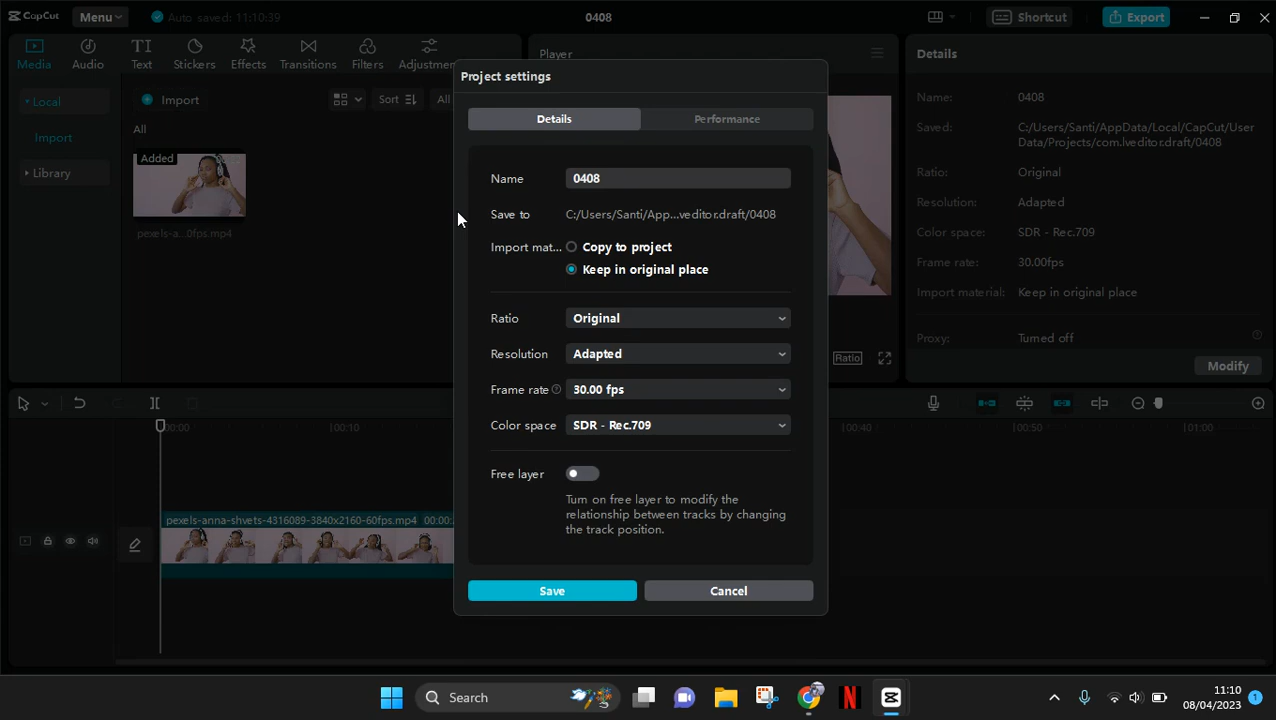 CapCut
Menu
Auto saved: 11:10:39
0408
Shortcut
Export
Media
Audio
Text
Stickers
Effects
Transitions
Filters
Adjustmen
Player
Details
Local
Import
Library
Import
Sort
All
All
Added
pexels-a...0fps.mp4
Project settings
Details
Performance
Name
0408
Save to
C:/Users/Santi/App...veditor.draft/0408
Import mat...
Copy to project
Keep in original place
Ratio
Original
Resolution
Adapted
Frame rate
30.00 fps
Color space
SDR - Rec.709
Free layer
Turn on free layer to modify the
relationship between tracks by changing
the track position.
Save
Cancel
Name:
0408
Saved:
C:/Users/Santi/AppData/Local/CapCut/User
Data/Projects/com.lveditor.draft/0408
Ratio:
Original
Resolution:
Adapted
Color space:
SDR - Rec.709
Frame rate:
30.00fps
Import material:
Keep in original place
Proxy:
Turned off
Modify
Ratio
00:00
00:10
00:40
00:50
01:00
pexels-anna-shvets-4316089-3840x2160-60fps.mp4
Search
11:10
08/04/2023
1